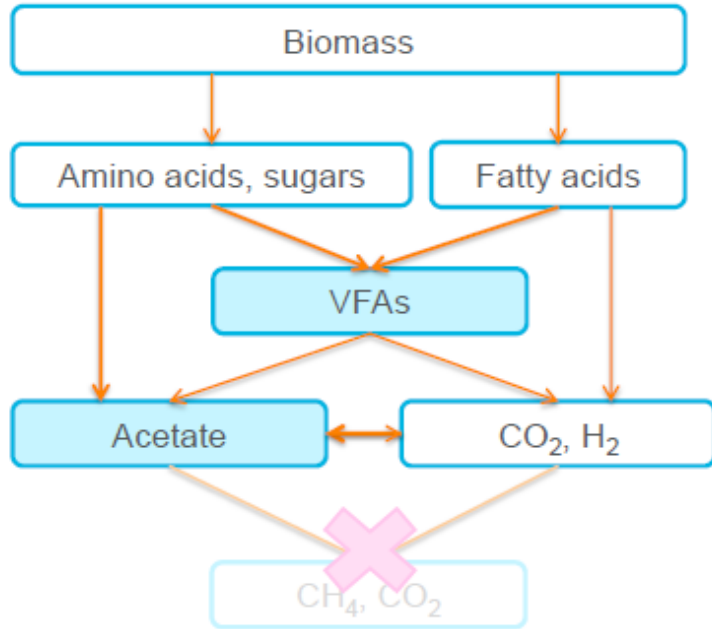 Biomass
Amino acids, sugars
Fatty acids
VFAs
Acetate
CO₂, H₂
CH₄, CO₂